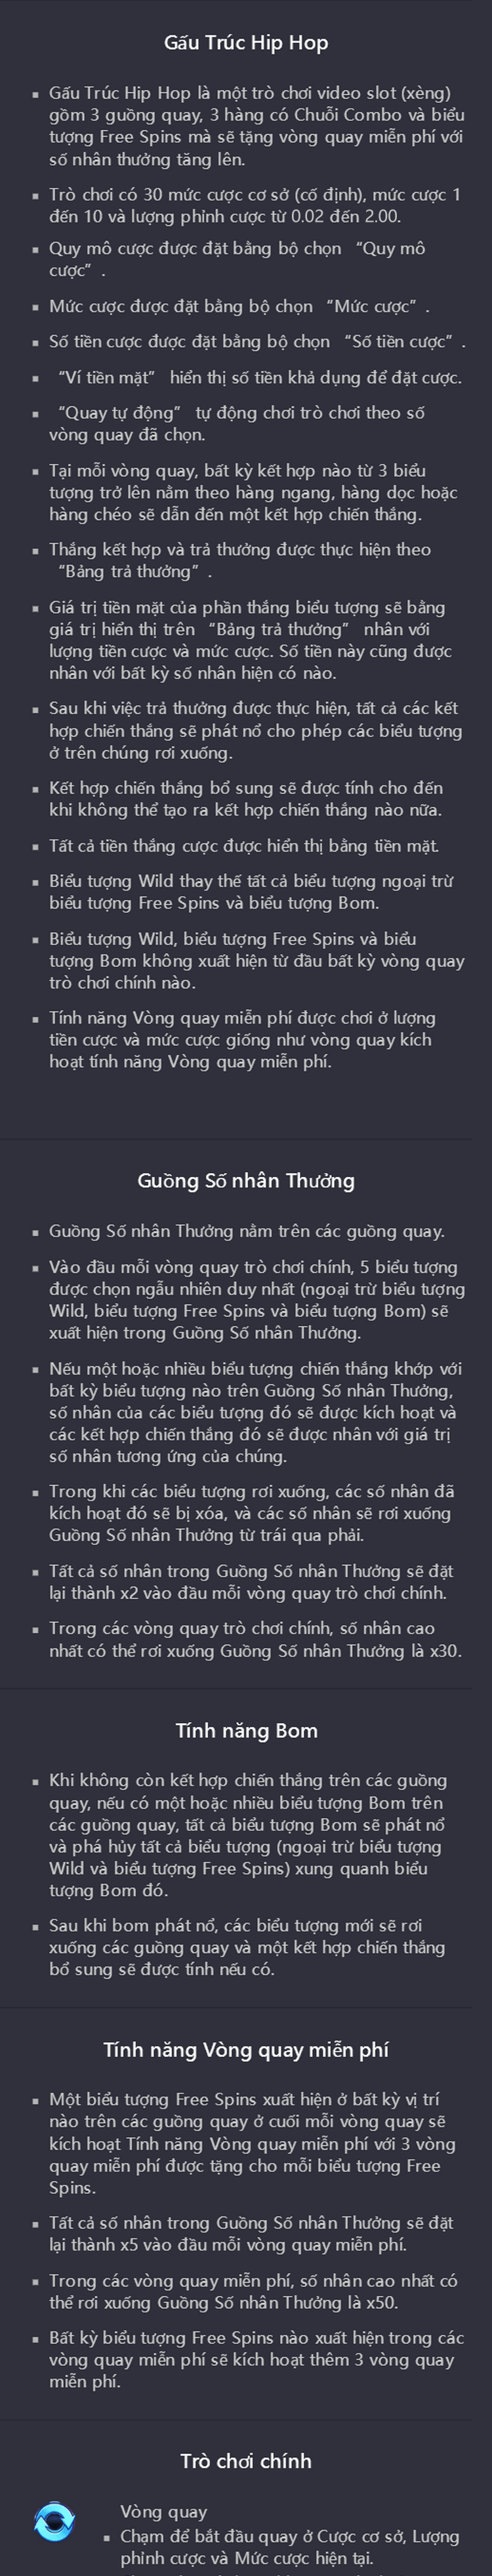 Gấu Trúc Hip Hop
▪ Gấu Trúc Hip Hop là một trò chơi video slot (xèng)
gồm 3 guồng quay, 3 hàng có Chuỗi Combo và biểu
tượng Free Spins mà sẽ tặng vòng quay miễn phí với
số nhân thưởng tăng lên.
▪ Trò chơi có 30 mức cược cơ sở (cố định), mức cược 1
đến 10 và lượng phỉnh cược từ 0.02 đến 2.00.
▪ Quy mô cược được đặt bằng bộ chọn “Quy mô
cược”.
▪ Mức cược được đặt bằng bộ chọn “Mức cược”.
▪ Số tiền cược được đặt bằng bộ chọn “Số tiền cược”.
▪ “Ví tiền mặt” hiển thị số tiền khả dụng để đặt cược.
▪ “Quay tự động” tự động chơi trò chơi theo số
vòng quay đã chọn.
▪ Tại mỗi vòng quay, bất kỳ kết hợp nào từ 3 biểu
tượng trở lên nằm theo hàng ngang, hàng dọc hoặc
hàng chéo sẽ dẫn đến một kết hợp chiến thắng.
▪ Thắng kết hợp và trả thưởng được thực hiện theo
“Bảng trả thưởng”.
▪ Giá trị tiền mặt của phần thắng biểu tượng sẽ bằng
giá trị hiển thị trên “Bảng trả thưởng” nhân với
lượng tiền cược và mức cược. Số tiền này cũng được
nhân với bất kỳ số nhân hiện có nào.
▪ Sau khi việc trả thưởng được thực hiện, tất cả các kết
hợp chiến thắng sẽ phát nổ cho phép các biểu tượng
ở trên chúng rơi xuống.
▪ Kết hợp chiến thắng bổ sung sẽ được tính cho đến
khi không thể tạo ra kết hợp chiến thắng nào nữa.
▪ Tất cả tiền thắng cược được hiển thị bằng tiền mặt.
▪ Biểu tượng Wild thay thế tất cả biểu tượng ngoại trừ
biểu tượng Free Spins và biểu tượng Bom.
▪ Biểu tượng Wild, biểu tượng Free Spins và biểu
tượng Bom không xuất hiện từ đầu bất kỳ vòng quay
trò chơi chính nào.
▪ Tính năng Vòng quay miễn phí được chơi ở lượng
tiền cược và mức cược giống như vòng quay kích
hoạt tính năng Vòng quay miễn phí.
Guồng Số nhân Thưởng
▪ Guồng Số nhân Thưởng nằm trên các guồng quay.
▪ Vào đầu mỗi vòng quay trò chơi chính, 5 biểu tượng
được chọn ngẫu nhiên duy nhất (ngoại trừ biểu tượng
Wild, biểu tượng Free Spins và biểu tượng Bom) sẽ
xuất hiện trong Guồng Số nhân Thưởng.
▪ Nếu một hoặc nhiều biểu tượng chiến thắng khớp với
bất kỳ biểu tượng nào trên Guồng Số nhân Thưởng,
số nhân của các biểu tượng đó sẽ được kích hoạt và
các kết hợp chiến thắng đó sẽ được nhân với giá trị
số nhân tương ứng của chúng.
▪ Trong khi các biểu tượng rơi xuống, các số nhân đã
kích hoạt đó sẽ bị xóa, và các số nhân sẽ rơi xuống
Guồng Số nhân Thưởng từ trái qua phải.
▪ Tất cả số nhân trong Guồng Số nhân Thưởng sẽ đặt
lại thành x2 vào đầu mỗi vòng quay trò chơi chính.
▪ Trong các vòng quay trò chơi chính, số nhân cao
nhất có thể rơi xuống Guồng Số nhân Thưởng là x30.
Tính năng Bom
▪ Khi không còn kết hợp chiến thắng trên các guồng
quay, nếu có một hoặc nhiều biểu tượng Bom trên
các guồng quay, tất cả biểu tượng Bom sẽ phát nổ
và phá hủy tất cả biểu tượng (ngoại trừ biểu tượng
Wild và biểu tượng Free Spins) xung quanh biểu
tượng Bom đó.
▪ Sau khi bom phát nổ, các biểu tượng mới sẽ rơi
xuống các guồng quay và một kết hợp chiến thắng
bổ sung sẽ được tính nếu có.
Tính năng Vòng quay miễn phí
▪ Một biểu tượng Free Spins xuất hiện ở bất kỳ vị trí
nào trên các guồng quay ở cuối mỗi vòng quay sẽ
kích hoạt Tính năng Vòng quay miễn phí với 3 vòng
quay miễn phí được tặng cho mỗi biểu tượng Free
Spins.
▪ Tất cả số nhân trong Guồng Số nhân Thưởng sẽ đặt
lại thành x5 vào đầu mỗi vòng quay miễn phí.
▪ Trong các vòng quay miễn phí, số nhân cao nhất có
thể rơi xuống Guồng Số nhân Thưởng là x50.
▪ Bất kỳ biểu tượng Free Spins nào xuất hiện trong các
vòng quay miễn phí sẽ kích hoạt thêm 3 vòng quay
miễn phí.
Trò chơi chính
Vòng quay
▪ Chạm để bắt đầu quay ở Cược cơ sở, Lượng
phỉnh cược và Mức cược hiện tại.